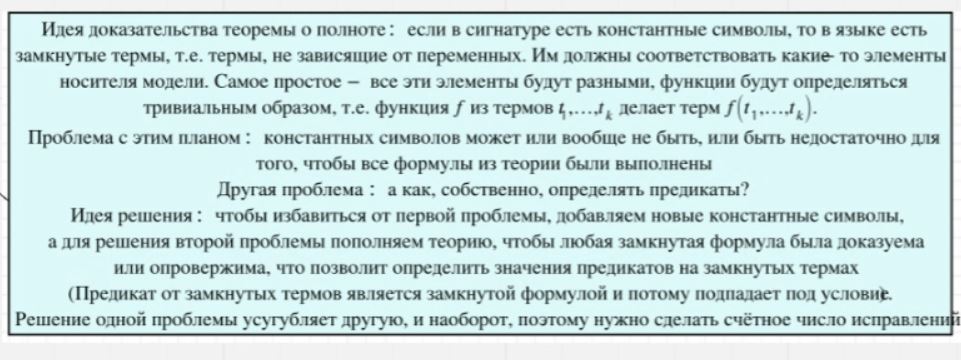 Идея доказательства теоремы о полноте : если в сигнатуре есть константные символы, то в языке есть
замкнутые термы, т.е. термы, не зависящие от переменных. Им должны соответствовать какие- то элементы
носителя модели. Самое простое − все эти элементы будут разными, функции будут определяться
тривиальным образом, т.е. функция f из термов t₁,…,tₖ делает терм f(t₁,…,tₖ).
Проблема с этим планом : константных символов может или вообще не быть, или быть недостаточно для
того, чтобы все формулы из теории были выполнены
Другая проблема : а как, собственно, определять предикаты?
Идея решения : чтобы избавиться от первой проблемы, добавляем новые константные символы,
а для решения второй проблемы пополняем теорию, чтобы любая замкнутая формула была доказуема
или опровержима, что позволит определить значения предикатов на замкнутых термах
(Предикат от замкнутых термов является замкнутой формулой и потому подпадает под условие).
Решение одной проблемы усугубляет другую, и наоборот, поэтому нужно сделать счётное число исправлений